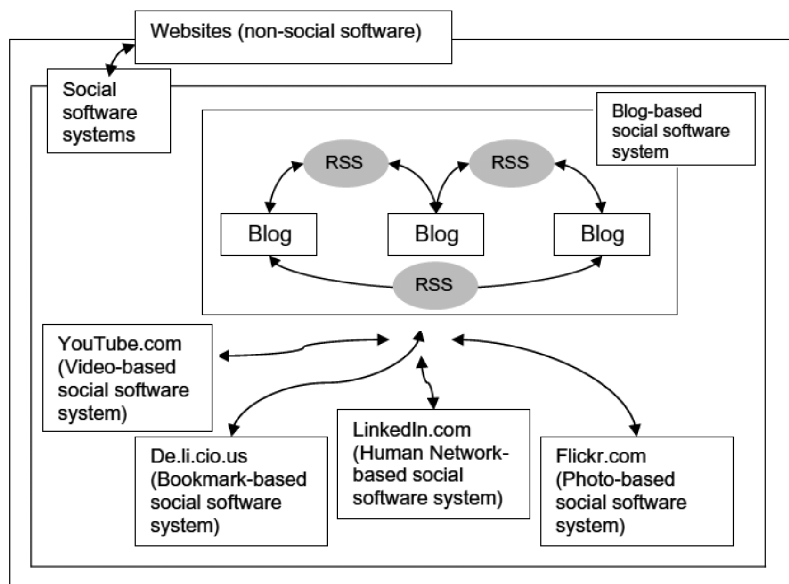 Websites (non-social software)
Social
software
systems
Blog-based
social software
system
RSS
RSS
Blog
Blog
Blog
RSS
YouTube.com
(Video-based
social software
system)
De.li.cio.us
(Bookmark-based
social software
system)
LinkedIn.com
(Human Network-
based social
software system)
Flickr.com
(Photo-based
social software
system)